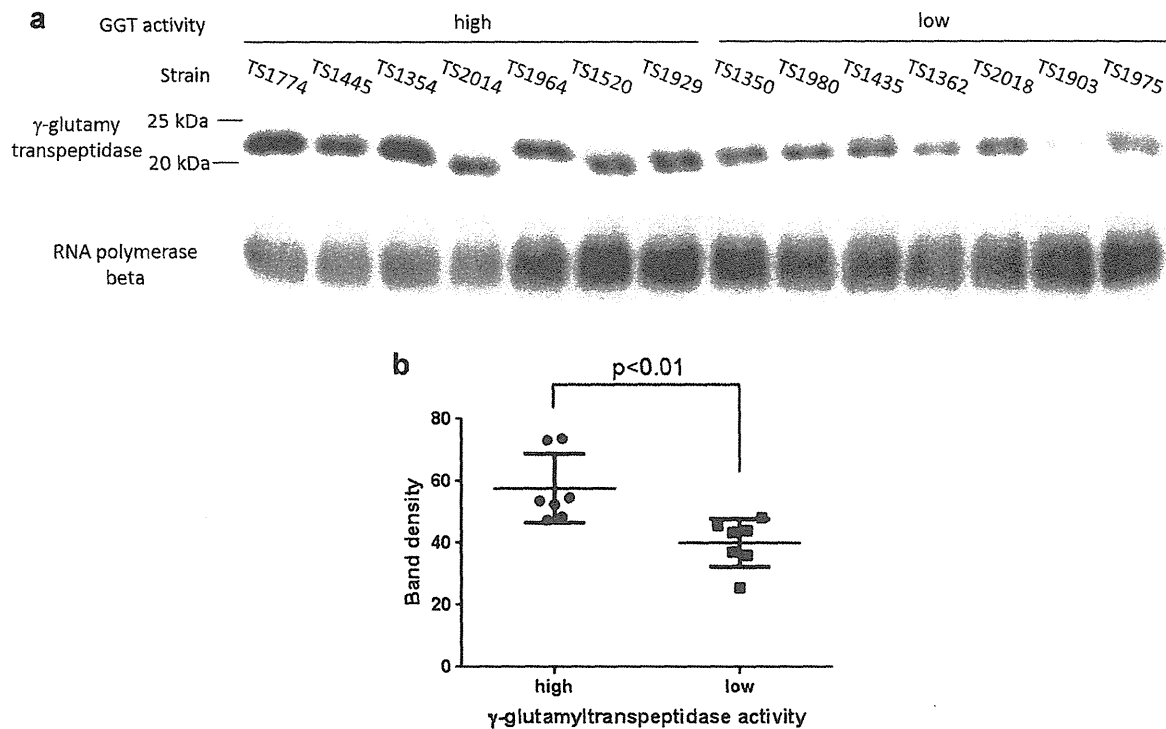 a
GGT activity high low
Strain TS1774 TS1445 TS1354 TS2014 TS1964 TS1520 TS1929 TS1350 TS1980 TS1435 TS1362 TS2018 TS1903 TS1975
γ-glutamy
transpeptidase
25 kDa
20 kDa
RNA polymerase
beta
b
p<0.01
80
60
40
20
0
Band density
high low
γ-glutamyltranspeptidase activity